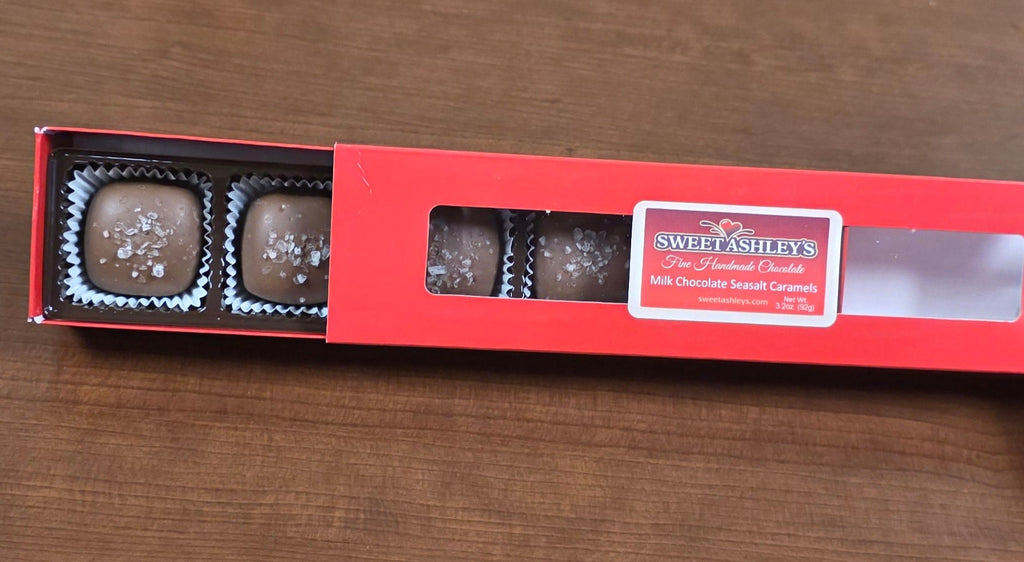 SWEET ASHLEY'S
Fine Handmade Chocolate
Milk Chocolate Seasalt Caramels
sweetashleys.com
Net Wt.
3.2oz. (92g)